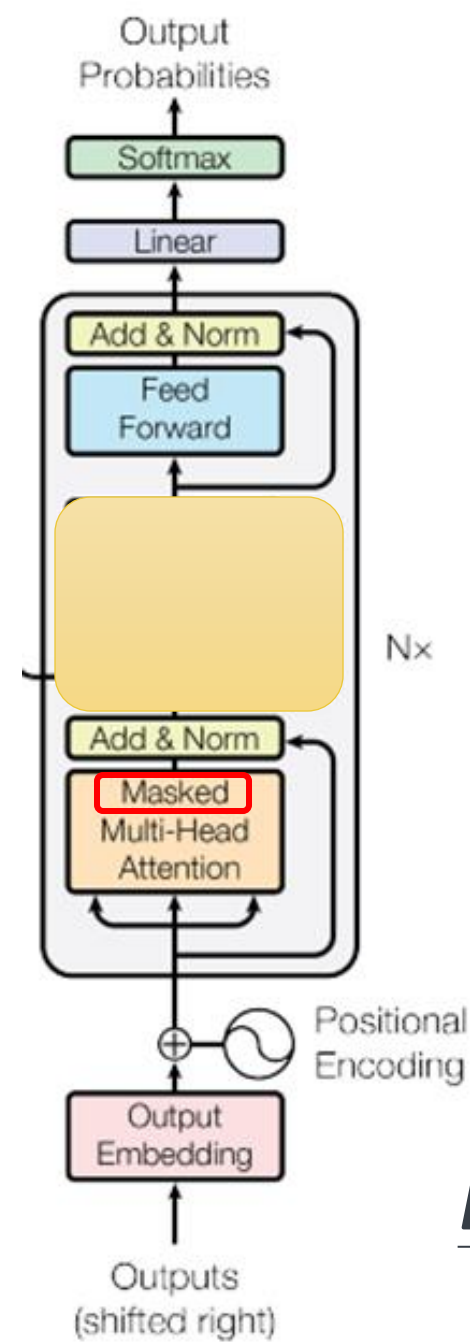 Output
Probabilities
Softmax
Linear
Add & Norm
Feed
Forward
N×
Add & Norm
Masked
Multi-Head
Attention
Positional
Encoding
Output
Embedding
Outputs
(shifted right)